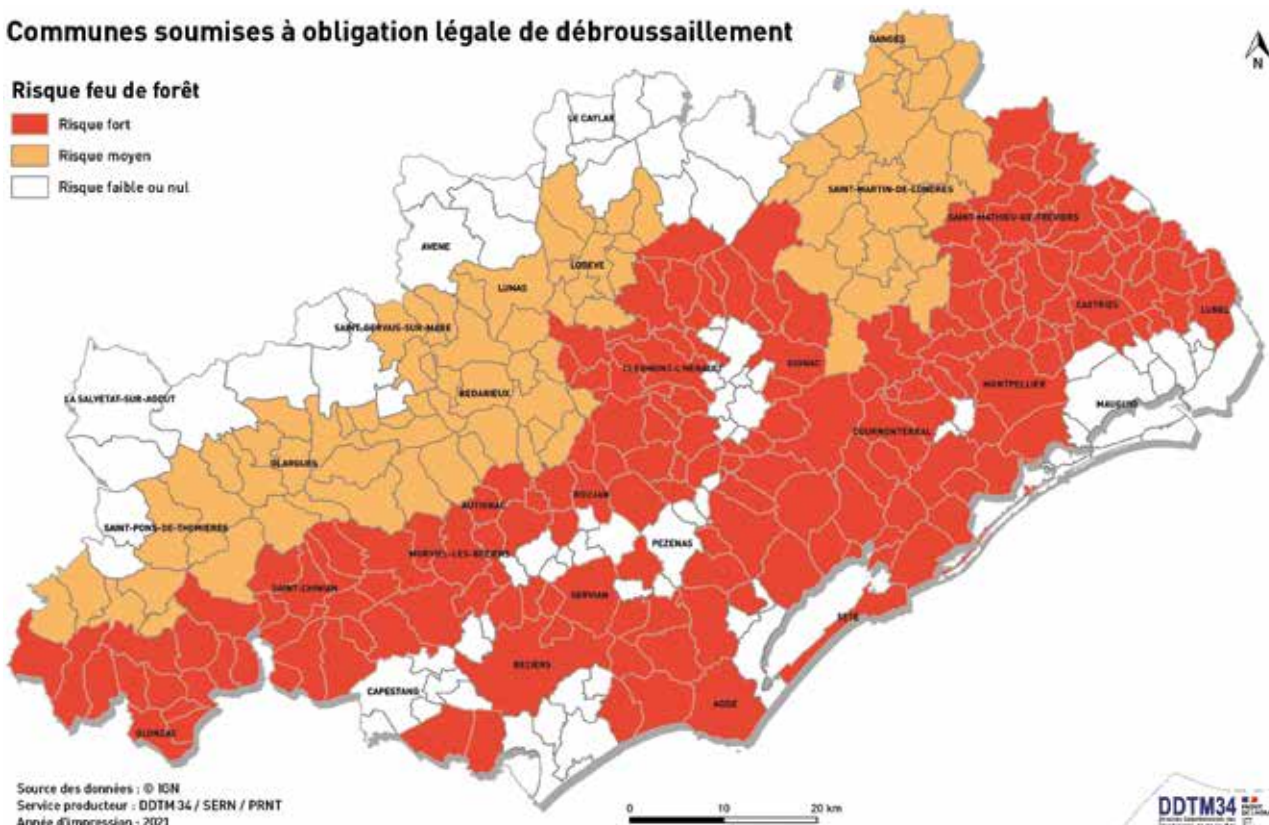 Communes soumises à obligation légale de débroussaillement
N
Risque feu de forêt
Risque fort
Risque moyen
Risque faible ou nul
GANGES
LE CAYLAR
SAINT-MARTIN-DE-LONDRES
SAINT-MATHIEU-DE-TREVIERS
AVENE
LODEVE
LUNAS
CASTRIES
LUNEL
SAINT-GERVAIS-SUR-MARE
CLERMONT-L'HERAULT
GIGNAC
MONTPELLIER
BEDARIEUX
LA SALVETAT-SUR-AGOUT
MAUGUIO
COURNONTERRAL
OLARGUES
ROUJAN
AUTIGNAC
SAINT-PONS-DE-THOMIERES
PEZENAS
MURVIEL-LES-BEZIERS
SAINT-CHINIAN
SERVIAN
SETE
BEZIERS
CAPESTANG
AGDE
OLONZAC
Source des données : © IGN
Service producteur : DDTM 34 / SERN / PRNT
Année d'impression - 2021
0 10 20 km
DDTM34